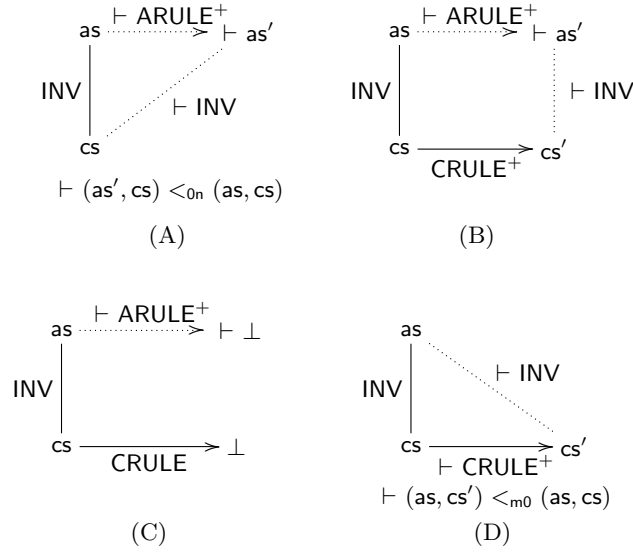 ⊢ ARULE⁺
as ⊢ as′
INV
⊢ INV
cs
⊢ (as′, cs) <₀ₙ (as, cs)
(A)
⊢ ARULE⁺
as ⊢ as′
INV
⊢ INV
cs cs′
CRULE⁺
(B)
⊢ ARULE⁺
as ⊢ ⊥
INV
cs ⊥
CRULE
(C)
as
⊢ INV
INV
cs cs′
⊢ CRULE⁺
⊢ (as, cs′) <ₘ₀ (as, cs)
(D)